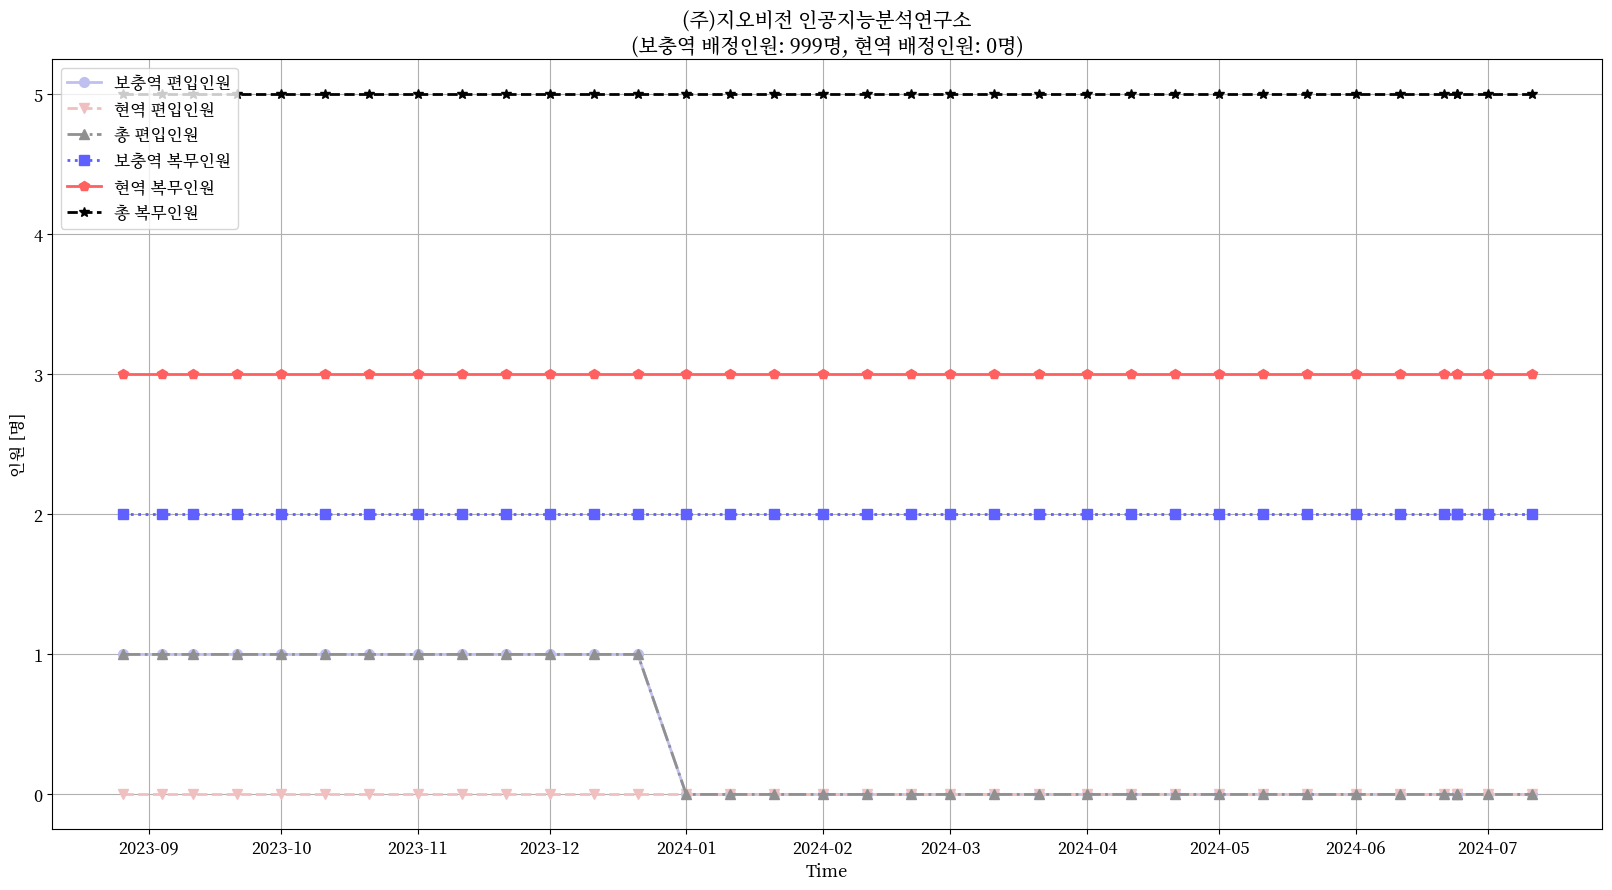 (주)지오비전 인공지능분석연구소
(보충역 배정인원: 999명, 현역 배정인원: 0명)
보충역 편입인원
현역 편입인원
총 편입인원
보충역 복무인원
현역 복무인원
총 복무인원
5
4
3
2
1
0
인원 [명]
2023-09 2023-10 2023-11 2023-12 2024-01 2024-02 2024-03 2024-04 2024-05 2024-06 2024-07
Time